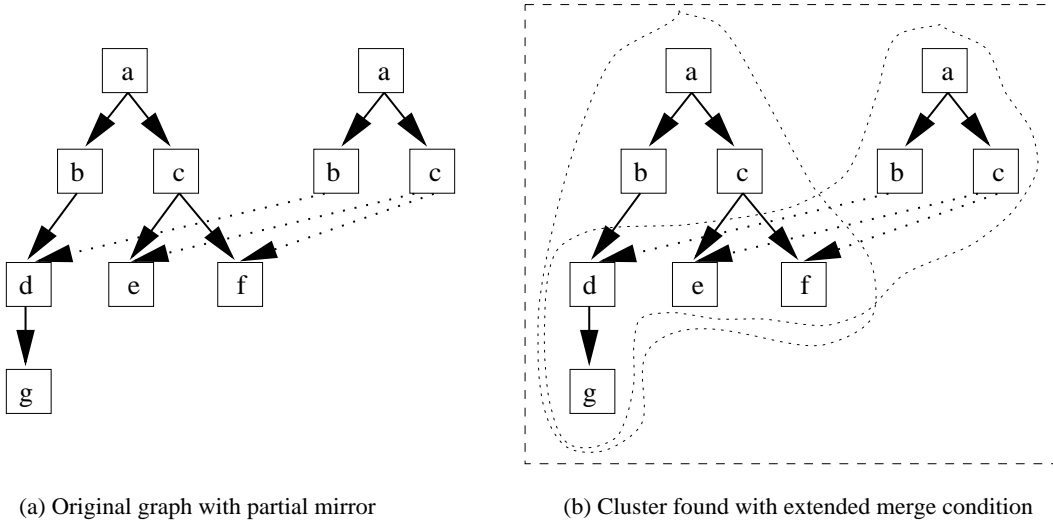 a a a a
b c b c b c b c
d e f d e f
g g
(a) Original graph with partial mirror
(b) Cluster found with extended merge condition